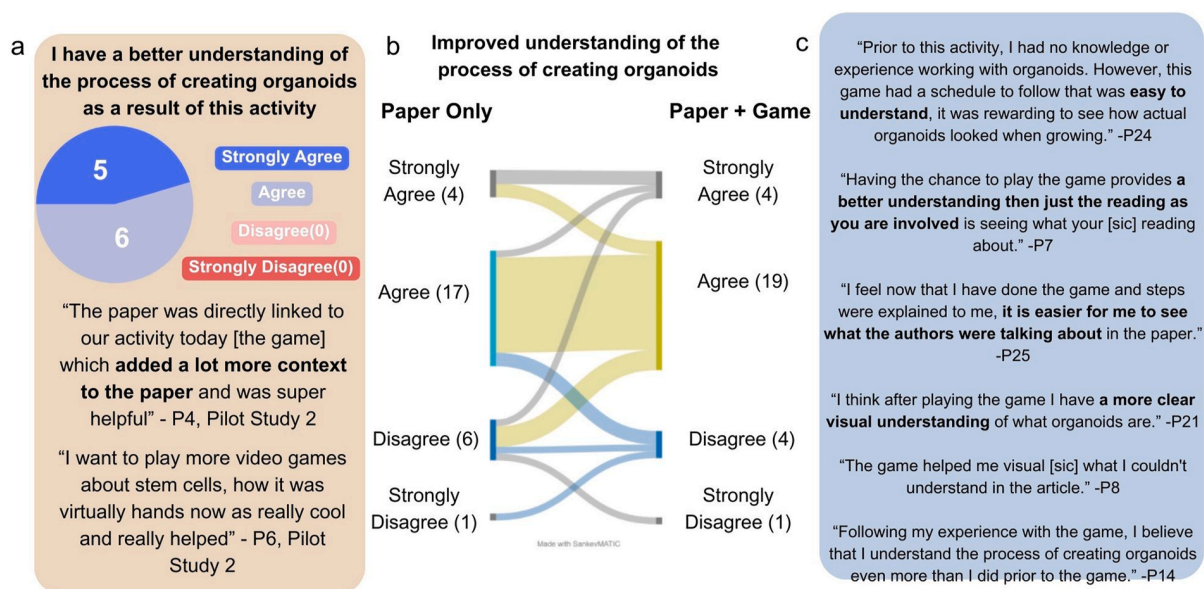 a
I have a better understanding of
the process of creating organoids
as a result of this activity
5
6
Strongly Agree
Agree
Disagree(0)
Strongly Disagree(0)
“The paper was directly linked to
our activity today [the game]
which added a lot more context
to the paper and was super
helpful” - P4, Pilot Study 2
“I want to play more video games
about stem cells, how it was
virtually hands now as really cool
and really helped” - P6, Pilot
Study 2
b
Improved understanding of the
process of creating organoids
Paper Only
Paper + Game
Strongly
Agree (4)
Agree (17)
Disagree (6)
Strongly
Disagree (1)
Strongly
Agree (4)
Agree (19)
Disagree (4)
Strongly
Disagree (1)
Made with SankeyMATIC
c
“Prior to this activity, I had no knowledge or
experience working with organoids. However, this
game had a schedule to follow that was easy to
understand, it was rewarding to see how actual
organoids looked when growing.” -P24
“Having the chance to play the game provides a
better understanding then just the reading as
you are involved is seeing what your [sic] reading
about.” -P7
“I feel now that I have done the game and steps
were explained to me, it is easier for me to see
what the authors were talking about in the paper.”
-P25
“I think after playing the game I have a more clear
visual understanding of what organoids are.” -P21
“The game helped me visual [sic] what I couldn't
understand in the article.” -P8
“Following my experience with the game, I believe
that I understand the process of creating organoids
even more than I did prior to the game.” -P14